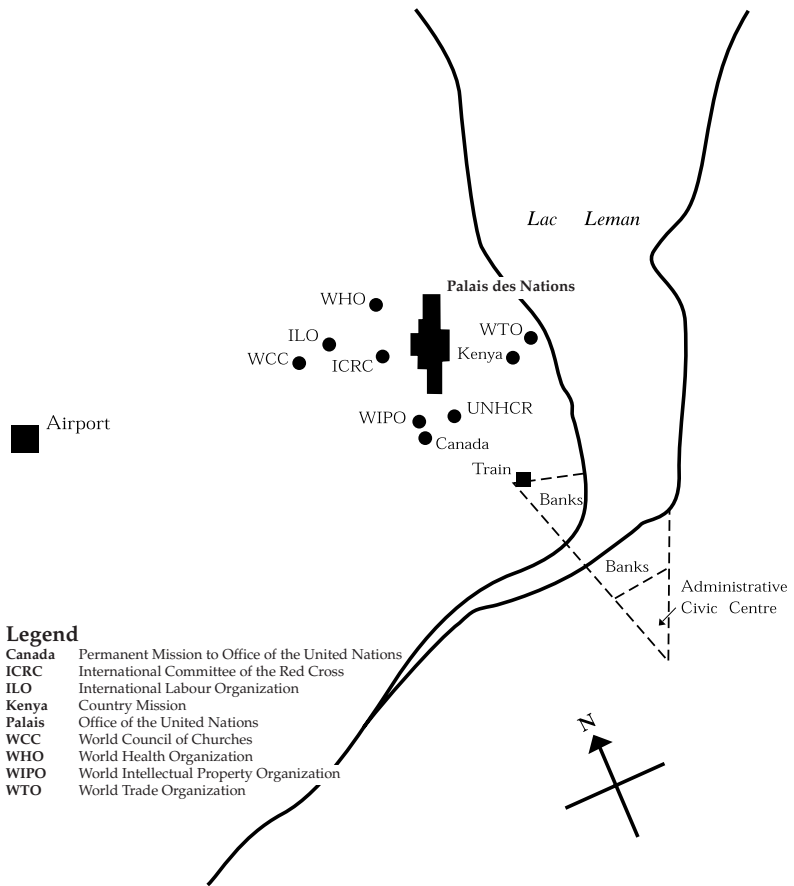 Lac Leman
Palais des Nations
WHO
WTO
ILO
Kenya
WCC
ICRC
UNHCR
WIPO
Airport
Canada
Train
Banks
Banks
Administrative
Civic Centre
Legend
Canada Permanent Mission to Office of the United Nations
ICRC International Committee of the Red Cross
ILO International Labour Organization
Kenya Country Mission
Palais Office of the United Nations
WCC World Council of Churches
WHO World Health Organization
WIPO World Intellectual Property Organization
WTO World Trade Organization
N